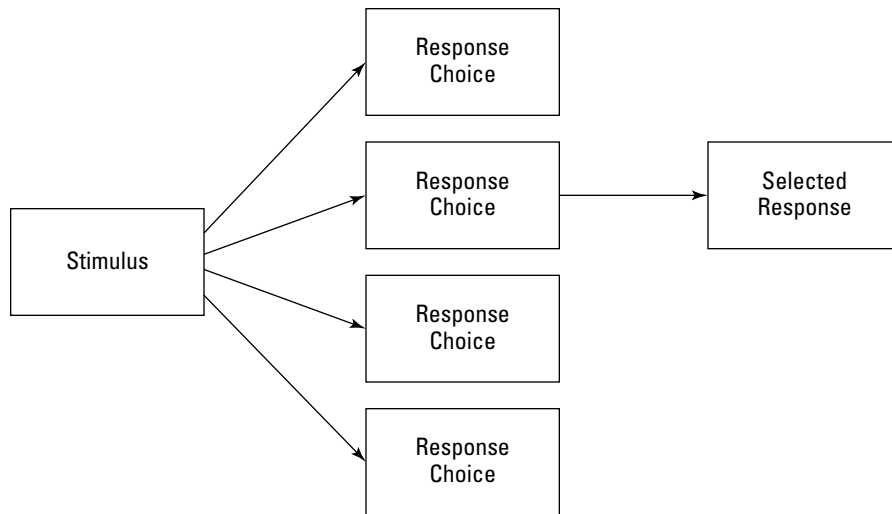 Response
Choice
Response
Choice
Selected
Response
Stimulus
Response
Choice
Response
Choice